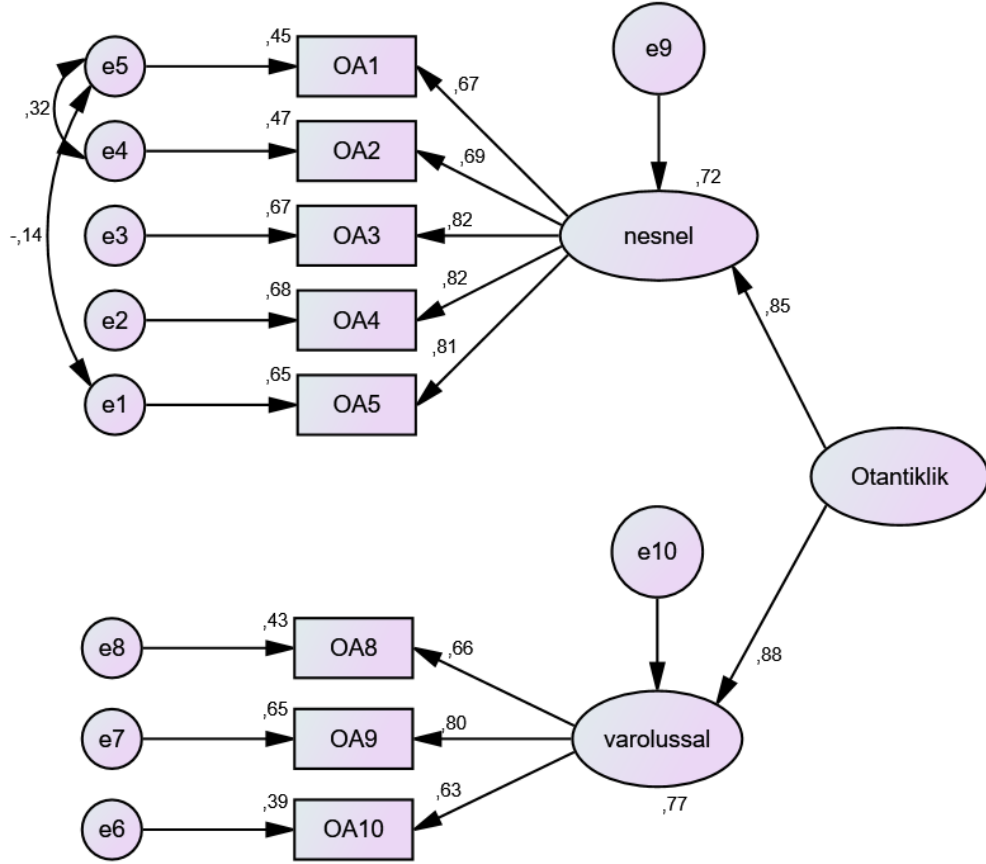 ,45
e9
e5
OA1
,67
,32
,47
e4
OA2
,69
,72
,67
e3
OA3
,82
nesnel
-,14
,68
,82
e2
OA4
,85
,81
,65
e1
OA5
Otantiklik
e10
,43
e8
OA8
,66
,88
,65
e7
OA9
,80
varolussal
,39
,63
,77
e6
OA10